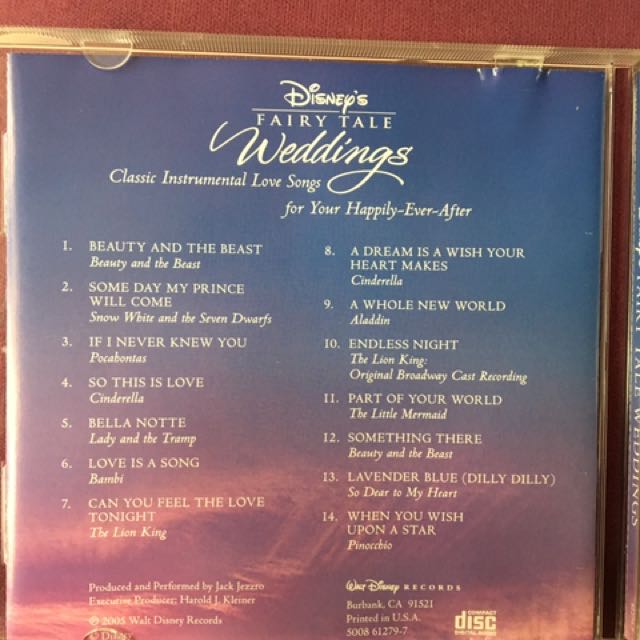 Disney's
FAIRY TALE
Weddings
Classic Instrumental Love Songs
for Your Happily-Ever-After
1. BEAUTY AND THE BEAST
Beauty and the Beast
2. SOME DAY MY PRINCE
WILL COME
Snow White and the Seven Dwarfs
3. IF I NEVER KNEW YOU
Pocahontas
4. SO THIS IS LOVE
Cinderella
5. BELLA NOTTE
Lady and the Tramp
6. LOVE IS A SONG
Bambi
7. CAN YOU FEEL THE LOVE
TONIGHT
The Lion King
8. A DREAM IS A WISH YOUR
HEART MAKES
Cinderella
9. A WHOLE NEW WORLD
Aladdin
10. ENDLESS NIGHT
The Lion King:
Original Broadway Cast Recording
11. PART OF YOUR WORLD
The Little Mermaid
12. SOMETHING THERE
Beauty and the Beast
13. LAVENDER BLUE (DILLY DILLY)
So Dear to My Heart
14. WHEN YOU WISH
UPON A STAR
Pinocchio
Produced and Performed by Jack Jezzro
Executive Producer: Harold J. Kleiner
℗ 2005 Walt Disney Records
© Disney
Walt Disney RECORDS
Burbank, CA 91521
Printed in U.S.A.
5008 61279-7
COMPACT
disc
DIGITAL AUDIO
WEDDINGS